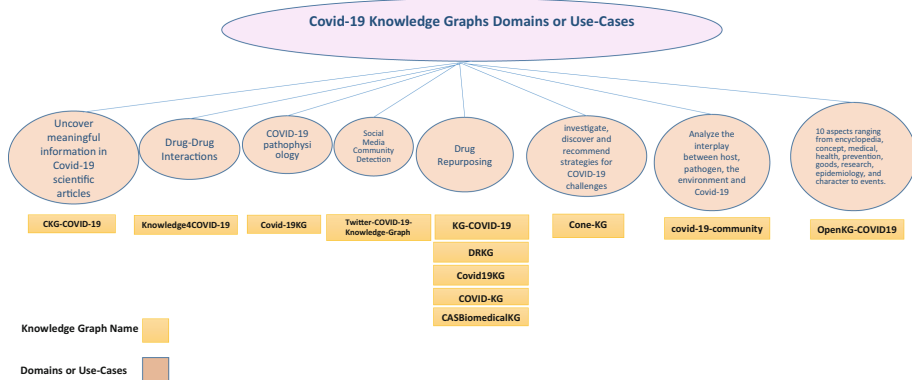 Covid-19 Knowledge Graphs Domains or Use-Cases
Uncover
meaningful
information in
Covid-19
scientific
articles
Drug-Drug
Interactions
COVID-19
pathophysi
ology
Social
Media
Community
Detection
Drug
Repurposing
investigate,
discover and
recommend
strategies for
COVID-19
challenges
Analyze the
interplay
between host,
pathogen, the
environment and
Covid-19
10 aspects ranging
from encyclopedia,
concept, medical,
health, prevention,
goods, research,
epidemiology, and
character to events.
CKG-COVID-19
Knowledge4COVID-19
Covid-19KG
Twitter-COVID-19-
Knowledge-Graph
KG-COVID-19
Cone-KG
covid-19-community
OpenKG-COVID19
DRKG
Covid19KG
COVID-KG
CASBiomedicalKG
Knowledge Graph Name
Domains or Use-Cases